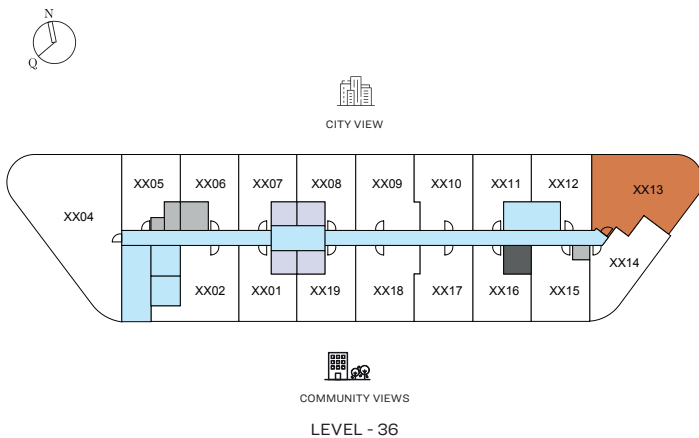 N
Q
CITY VIEW
XX05 XX06 XX07 XX08 XX09 XX10 XX11 XX12 XX13
XX04
XX14
XX02 XX01 XX19 XX18 XX17 XX16 XX15
COMMUNITY VIEWS
LEVEL - 36